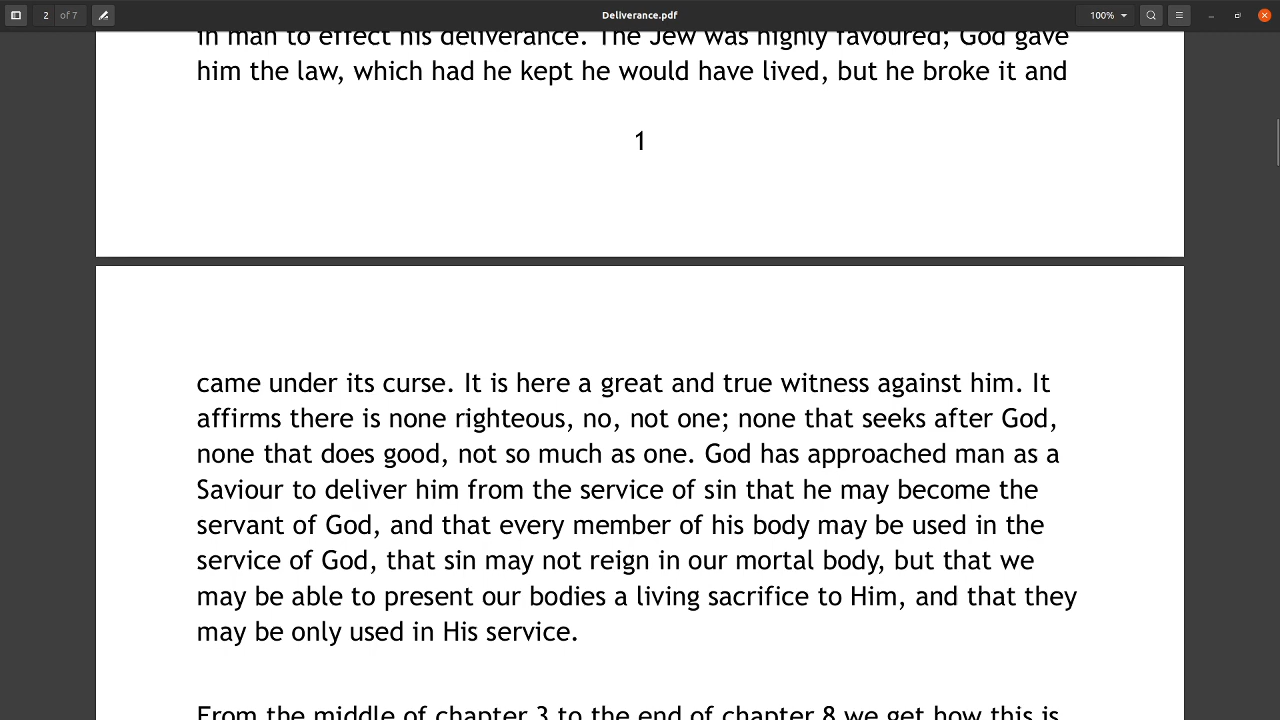 2 of 7
Deliverance.pdf
100%
in man to effect his deliverance. The Jew was highly favoured; God gave
him the law, which had he kept he would have lived, but he broke it and
1
came under its curse. It is here a great and true witness against him. It
affirms there is none righteous, no, not one; none that seeks after God,
none that does good, not so much as one. God has approached man as a
Saviour to deliver him from the service of sin that he may become the
servant of God, and that every member of his body may be used in the
service of God, that sin may not reign in our mortal body, but that we
may be able to present our bodies a living sacrifice to Him, and that they
may be only used in His service.
From the middle of chapter 3 to the end of chapter 8 we get how this is